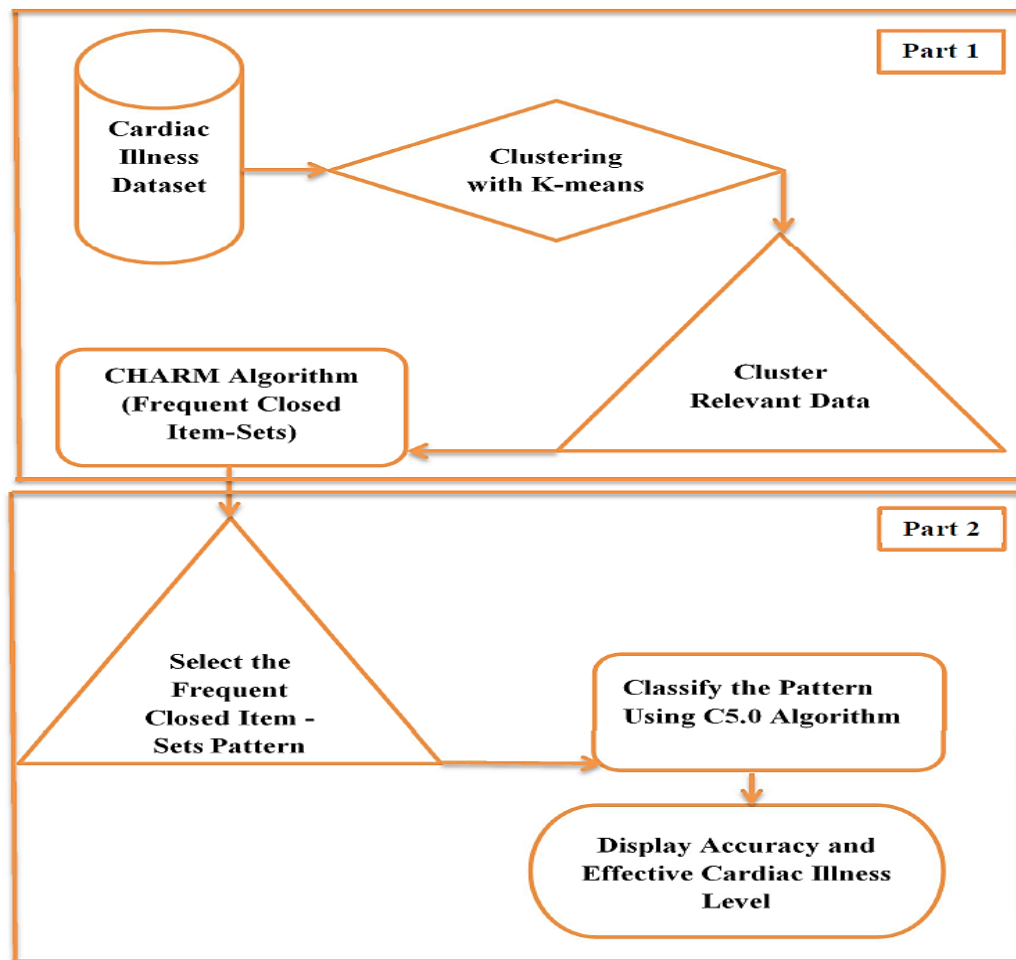 Part 1
Cardiac
Illness
Dataset
Clustering
with K-means
Cluster
Relevant Data
CHARM Algorithm
(Frequent Closed
Item-Sets)
Part 2
Select the
Frequent
Closed Item -
Sets Pattern
Classify the Pattern
Using C5.0 Algorithm
Display Accuracy and
Effective Cardiac Illness
Level